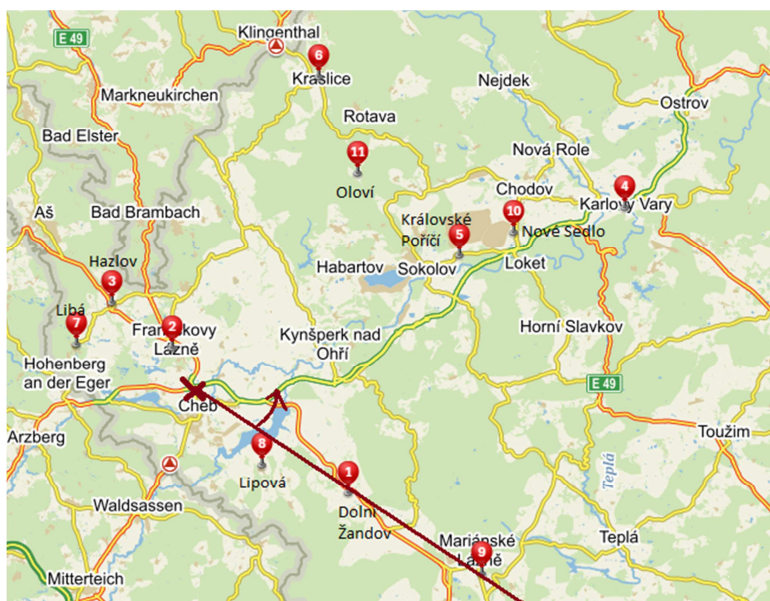 Klingenthal
E 49
6
Kraslice
Nejdek
Markneukirchen
Ostrov
Rotava
Bad Elster
11
Nová Role
Oloví
Chodov
4
Karlovy Vary
Aš
Bad Brambach
Královské
Poříčí
10
Nové Sedlo
5
Hazlov
Habartov
Sokolov
Loket
3
Libá
7
2
Františkovy
Lázně
Kynšperk nad
Ohří
Horní Slavkov
Hohenberg
an der Eger
E 49
Cheb
Arzberg
Toužim
8
Lipová
1
Teplá
Waldsassen
Dolní
Žandov
Mariánské
Lázně
9
Teplá
Mitterteich